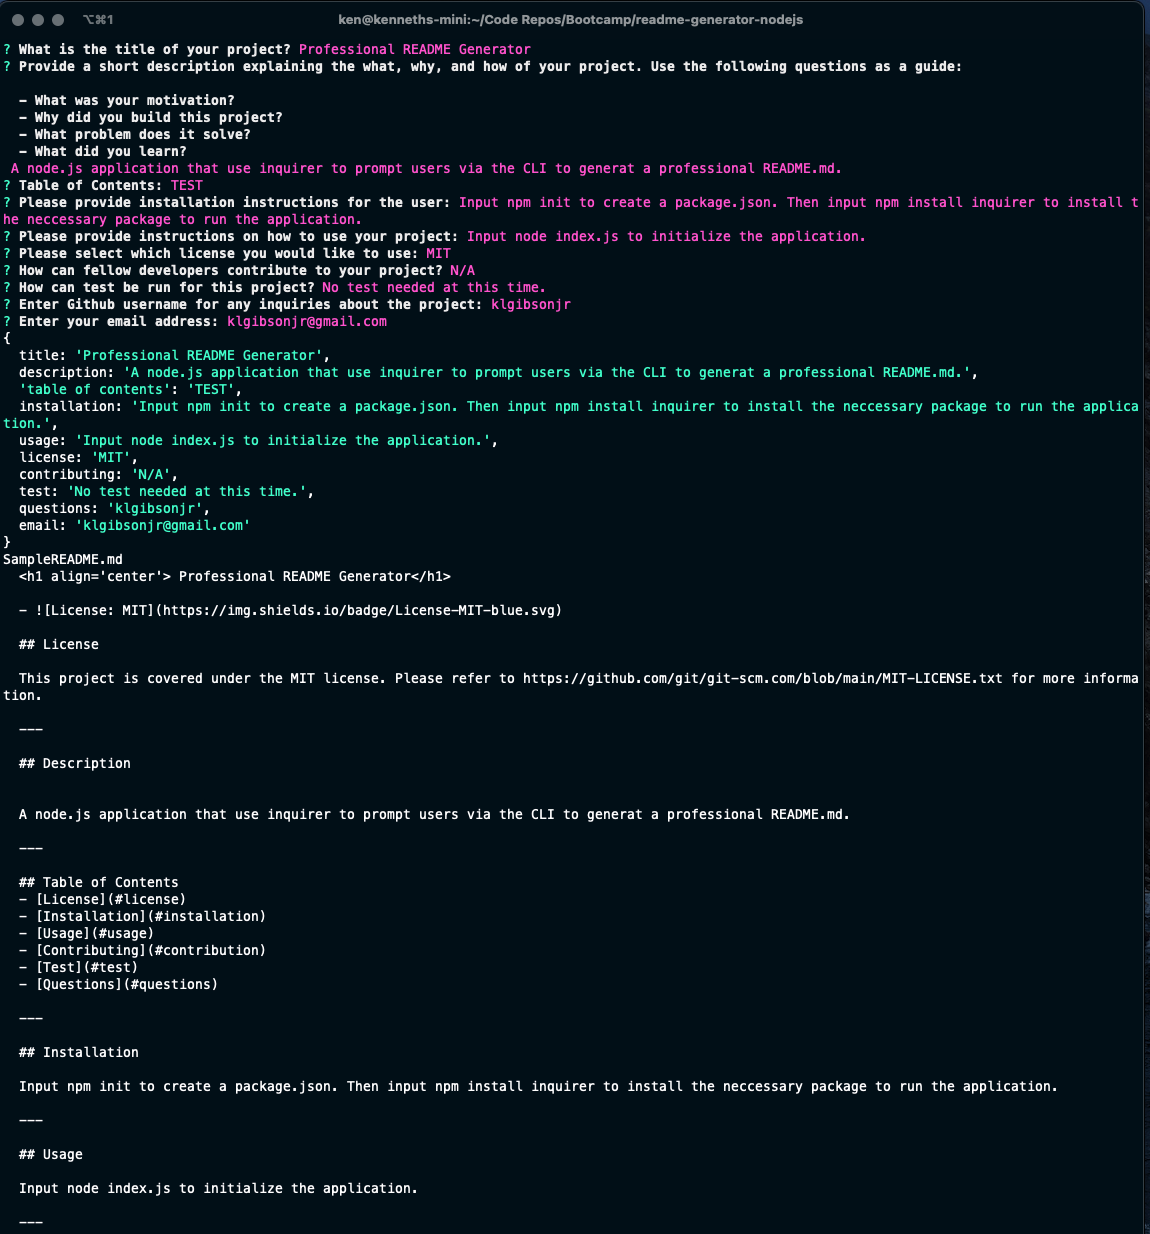 ⌥⌘1
ken@kenneths-mini:~/Code Repos/Bootcamp/readme-generator-nodejs
? What is the title of your project? Professional README Generator
? Provide a short description explaining the what, why, and how of your project. Use the following questions as a guide:
- What was your motivation?
- Why did you build this project?
- What problem does it solve?
- What did you learn?
A node.js application that use inquirer to prompt users via the CLI to generat a professional README.md.
? Table of Contents: TEST
? Please provide installation instructions for the user: Input npm init to create a package.json. Then input npm install inquirer to install t
he neccessary package to run the application.
? Please provide instructions on how to use your project: Input node index.js to initialize the application.
? Please select which license you would like to use: MIT
? How can fellow developers contribute to your project? N/A
? How can test be run for this project? No test needed at this time.
? Enter Github username for any inquiries about the project: klgibsonjr
? Enter your email address: klgibsonjr@gmail.com
{
title: 'Professional README Generator',
description: 'A node.js application that use inquirer to prompt users via the CLI to generat a professional README.md.',
'table of contents': 'TEST',
installation: 'Input npm init to create a package.json. Then input npm install inquirer to install the neccessary package to run the applica
tion.',
usage: 'Input node index.js to initialize the application.',
license: 'MIT',
contributing: 'N/A',
test: 'No test needed at this time.',
questions: 'klgibsonjr',
email: 'klgibsonjr@gmail.com'
}
SampleREADME.md
<h1 align='center'> Professional README Generator</h1>
- ![License: MIT](https://img.shields.io/badge/License-MIT-blue.svg)
## License
This project is covered under the MIT license. Please refer to https://github.com/git/git-scm.com/blob/main/MIT-LICENSE.txt for more informa
tion.
---
## Description
A node.js application that use inquirer to prompt users via the CLI to generat a professional README.md.
---
## Table of Contents
- [License](#license)
- [Installation](#installation)
- [Usage](#usage)
- [Contributing](#contribution)
- [Test](#test)
- [Questions](#questions)
---
## Installation
Input npm init to create a package.json. Then input npm install inquirer to install the neccessary package to run the application.
---
## Usage
Input node index.js to initialize the application.
---